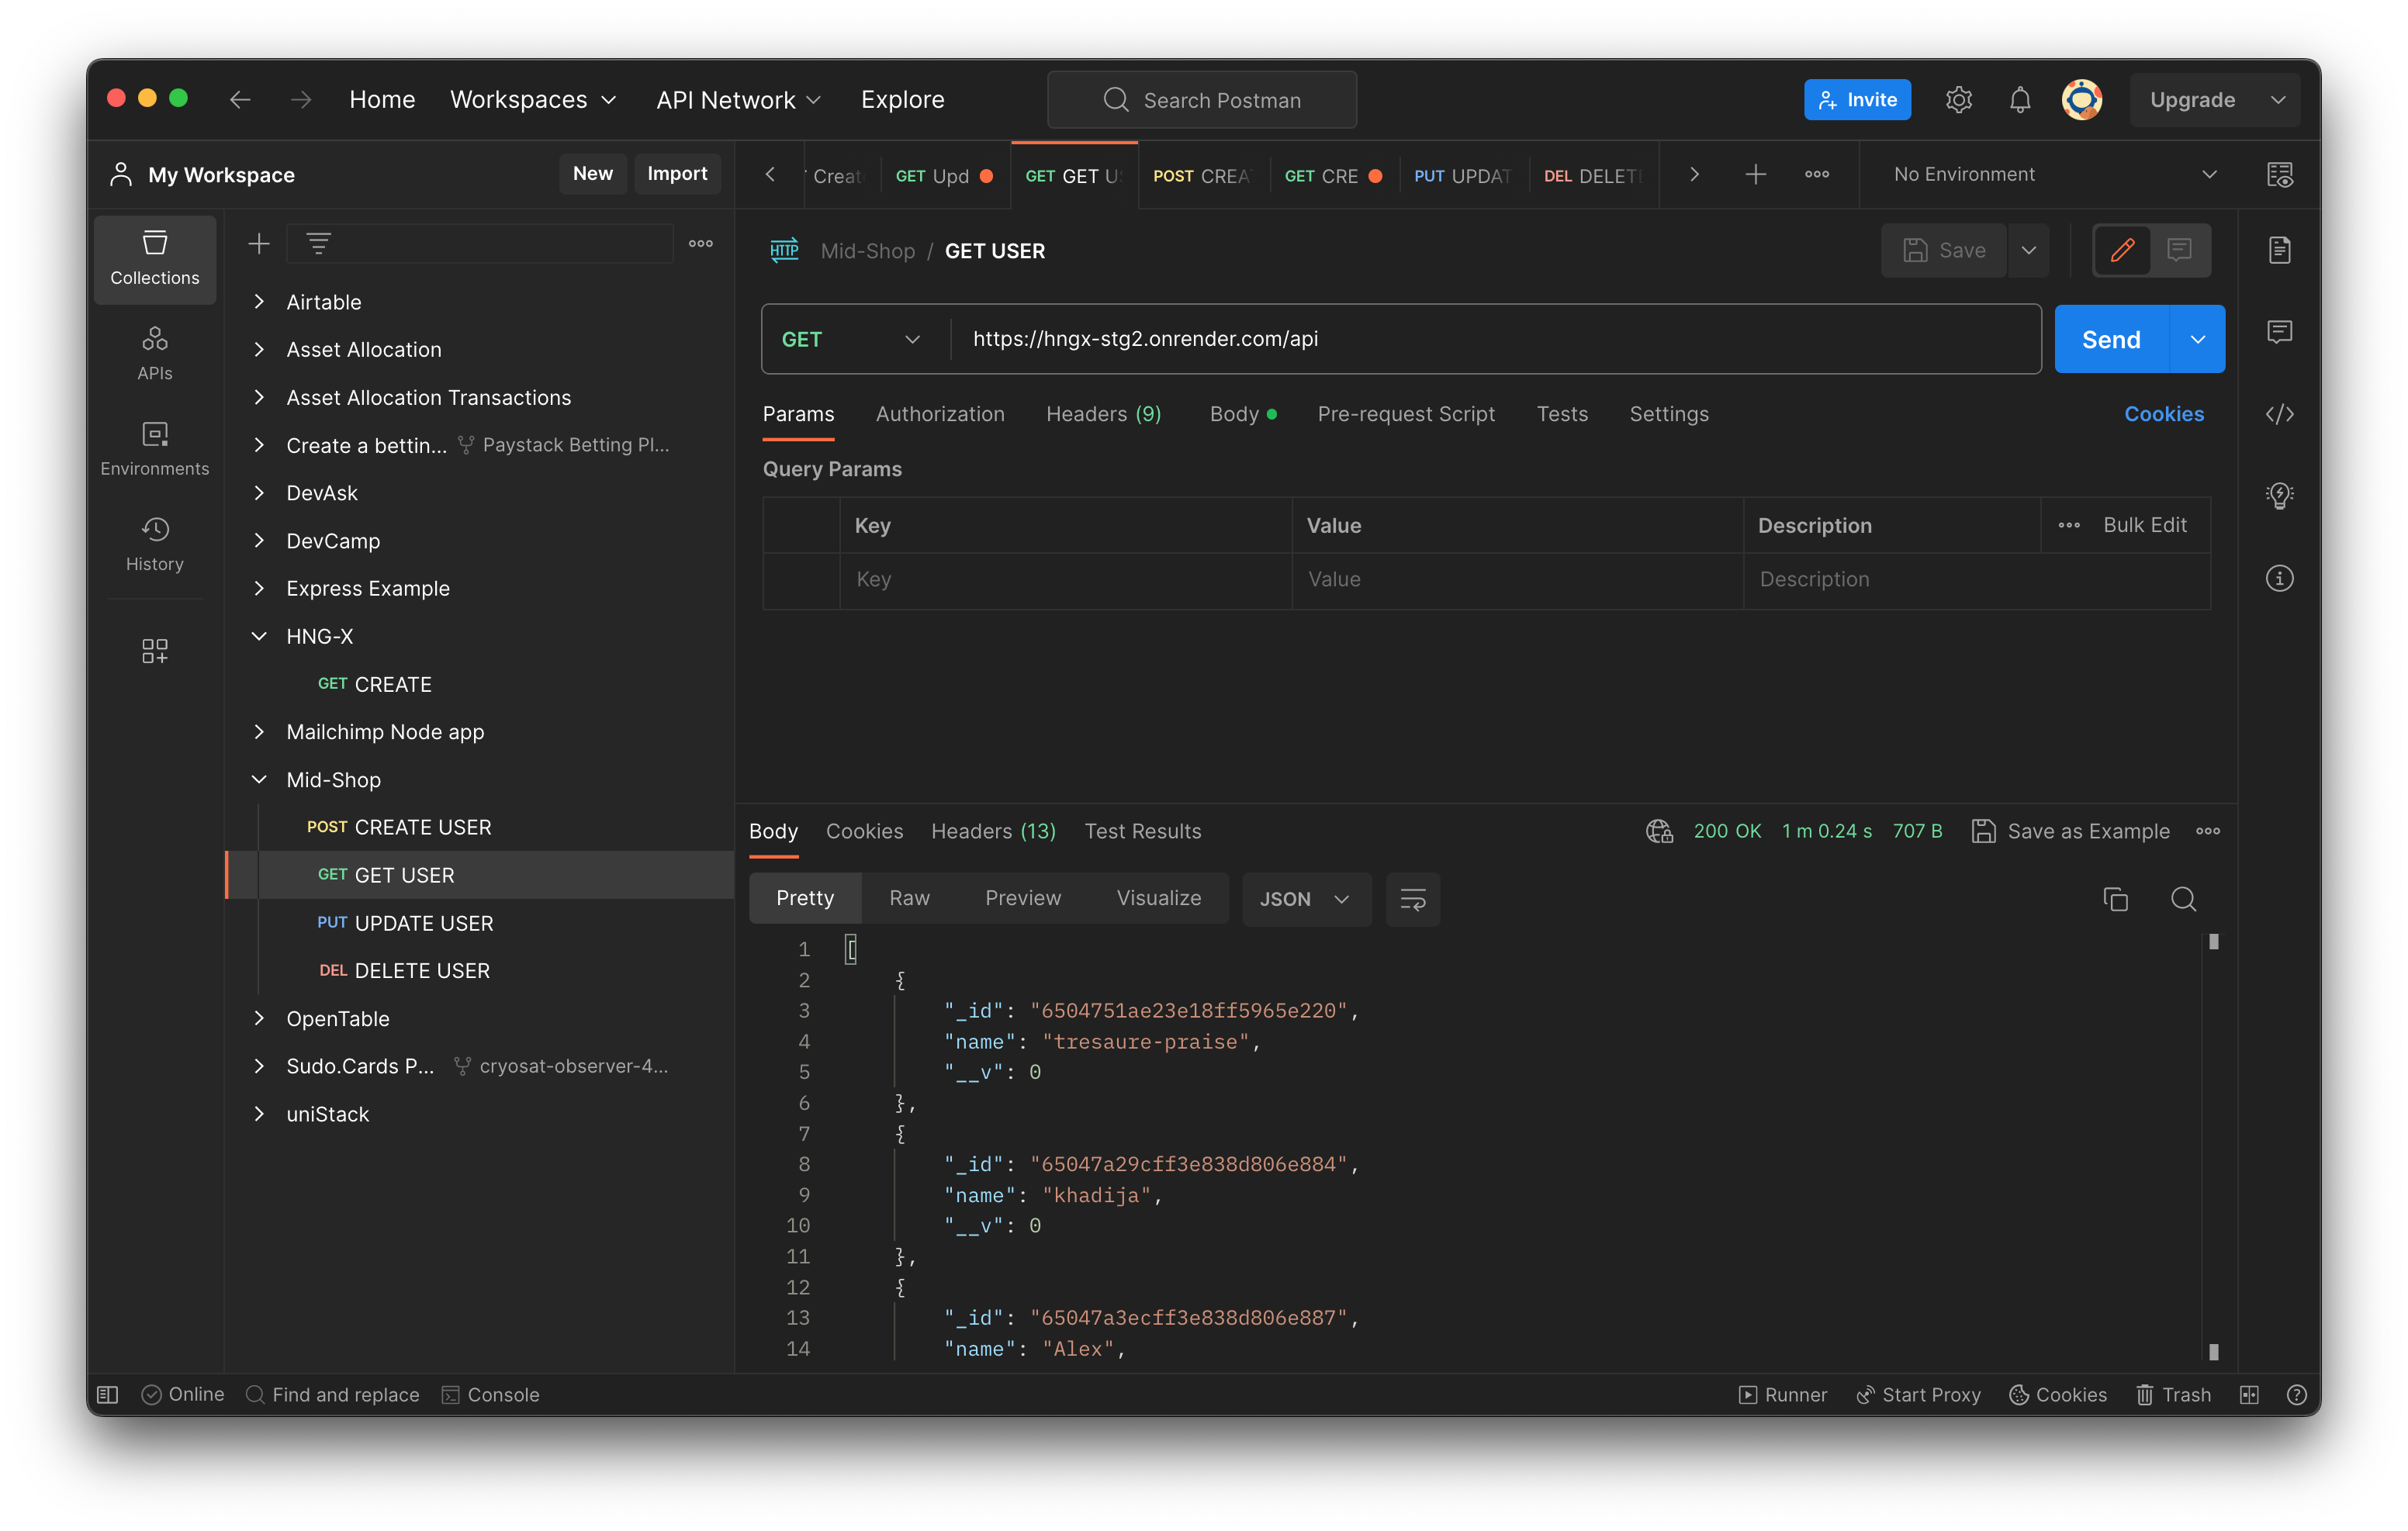 Home Workspaces API Network Explore Search Postman Invite Upgrade
My Workspace New Import
Creat GET Upd GET GET U POST CREA GET CRE PUT UPDAT DEL DELET No Environment
Collections
APIs
Environments
History
Airtable
Asset Allocation
Asset Allocation Transactions
Create a bettin... Paystack Betting Pl...
DevAsk
DevCamp
Express Example
HNG-X
GET CREATE
Mailchimp Node app
Mid-Shop
POST CREATE USER
GET GET USER
PUT UPDATE USER
DEL DELETE USER
OpenTable
Sudo.Cards P... cryosat-observer-4...
uniStack
HTTP Mid-Shop / GET USER Save
GET https://hngx-stg2.onrender.com/api Send
Params Authorization Headers (9) Body Pre-request Script Tests Settings Cookies
Query Params
Key Value Description Bulk Edit
Key Value Description
Body Cookies Headers (13) Test Results 200 OK 1 m 0.24 s 707 B Save as Example
Pretty Raw Preview Visualize JSON
1 [
2 {
3 "_id": "6504751ae23e18ff5965e220",
4 "name": "tresaure-praise",
5 "__v": 0
6 },
7 {
8 "_id": "65047a29cff3e838d806e884",
9 "name": "khadija",
10 "__v": 0
11 },
12 {
13 "_id": "65047a3ecff3e838d806e887",
14 "name": "Alex",
Online Find and replace Console Runner Start Proxy Cookies Trash